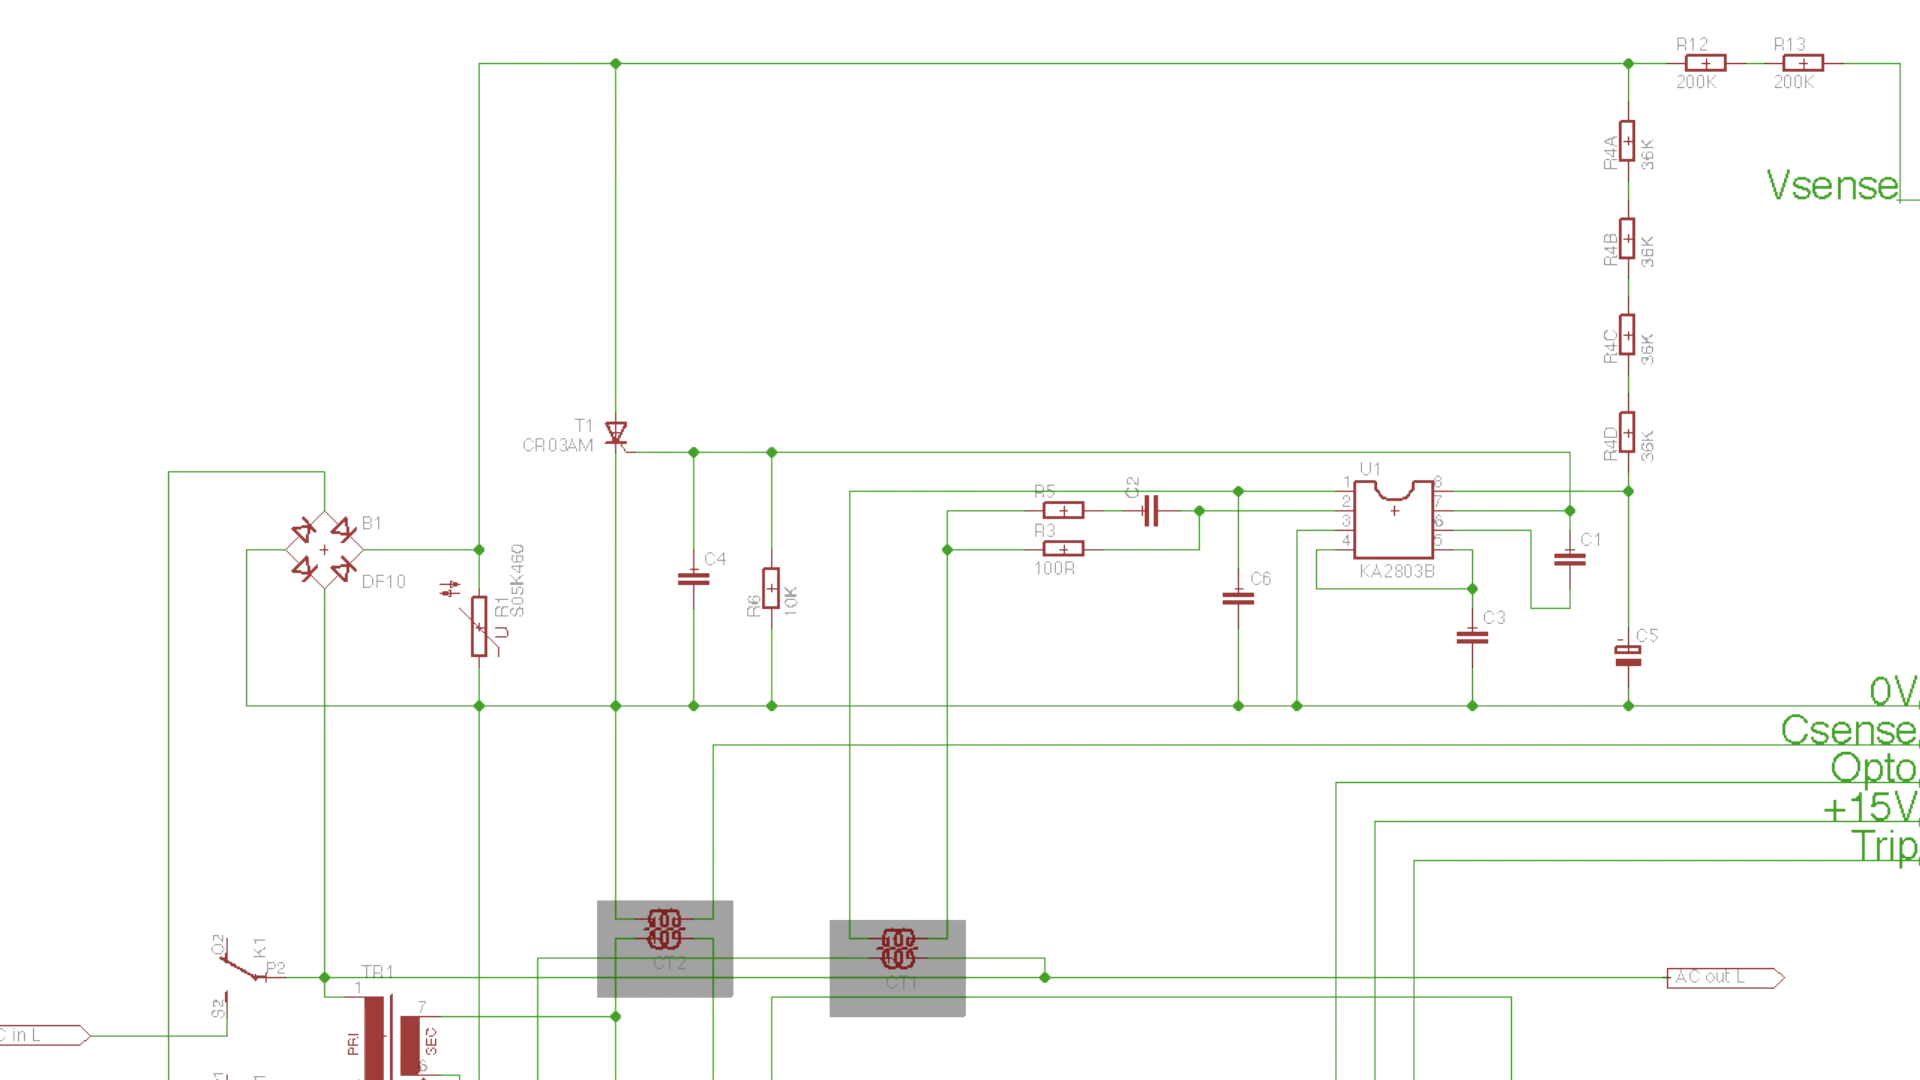 R12
R13
200K
200K
R4A
36K
Vsense
R4B
36K
R4C
36K
T1
CR03AM
R4D
36K
U1
1
8
2
7
3
6
4
5
KA2803B
R5
C2
R3
100R
B1
DF10
R1
S05K460
U
C4
R6
10K
C6
C1
C3
C5
0V
Csense
Opto
+15V
Trip
O2
K1
P2
S2
TR1
1
7
PRI
SEC
6
CT2
CT1
AC out L
C in L